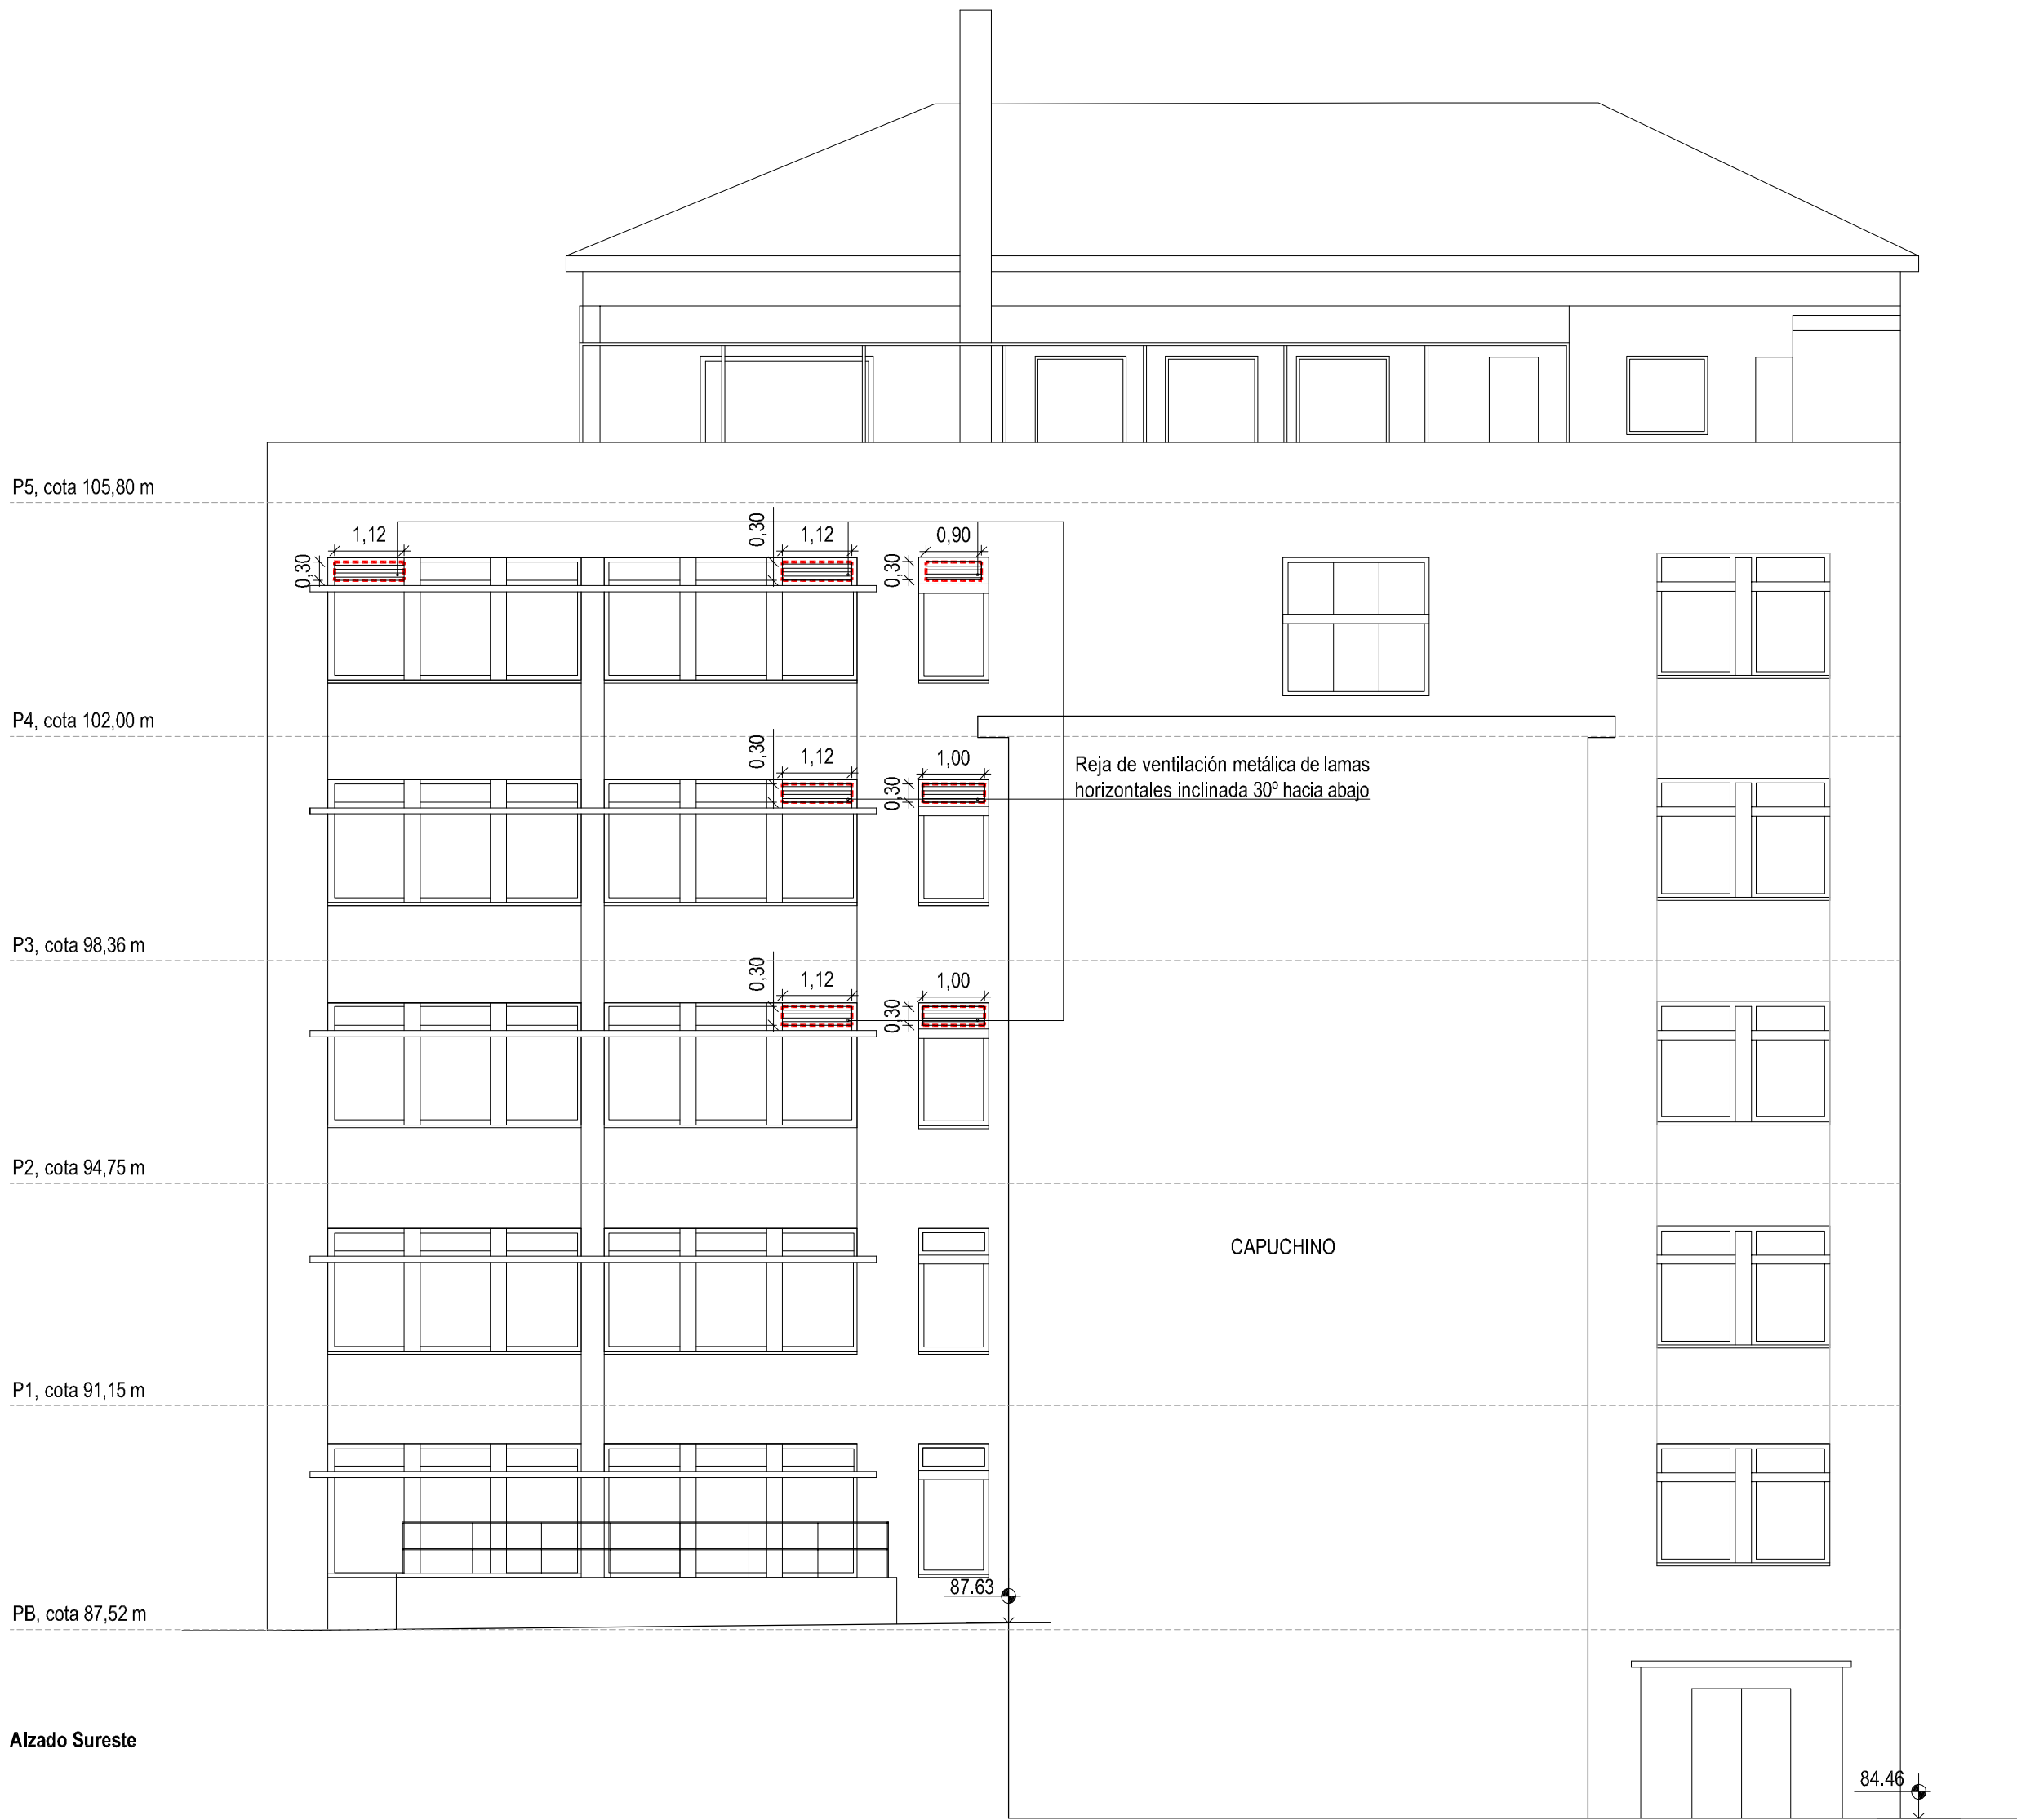 P5, cota 105,80 m
1,12
0,30
0,30
1,12
0,30
0,90
P4, cota 102,00 m
0,30
1,12
0,30
1,00
Reja de ventilación metálica de lamas
horizontales inclinada 30º hacia abajo
P3, cota 98,36 m
0,30
1,12
0,30
1,00
P2, cota 94,75 m
CAPUCHINO
P1, cota 91,15 m
87.63
PB, cota 87,52 m
Alzado Sureste
84.46